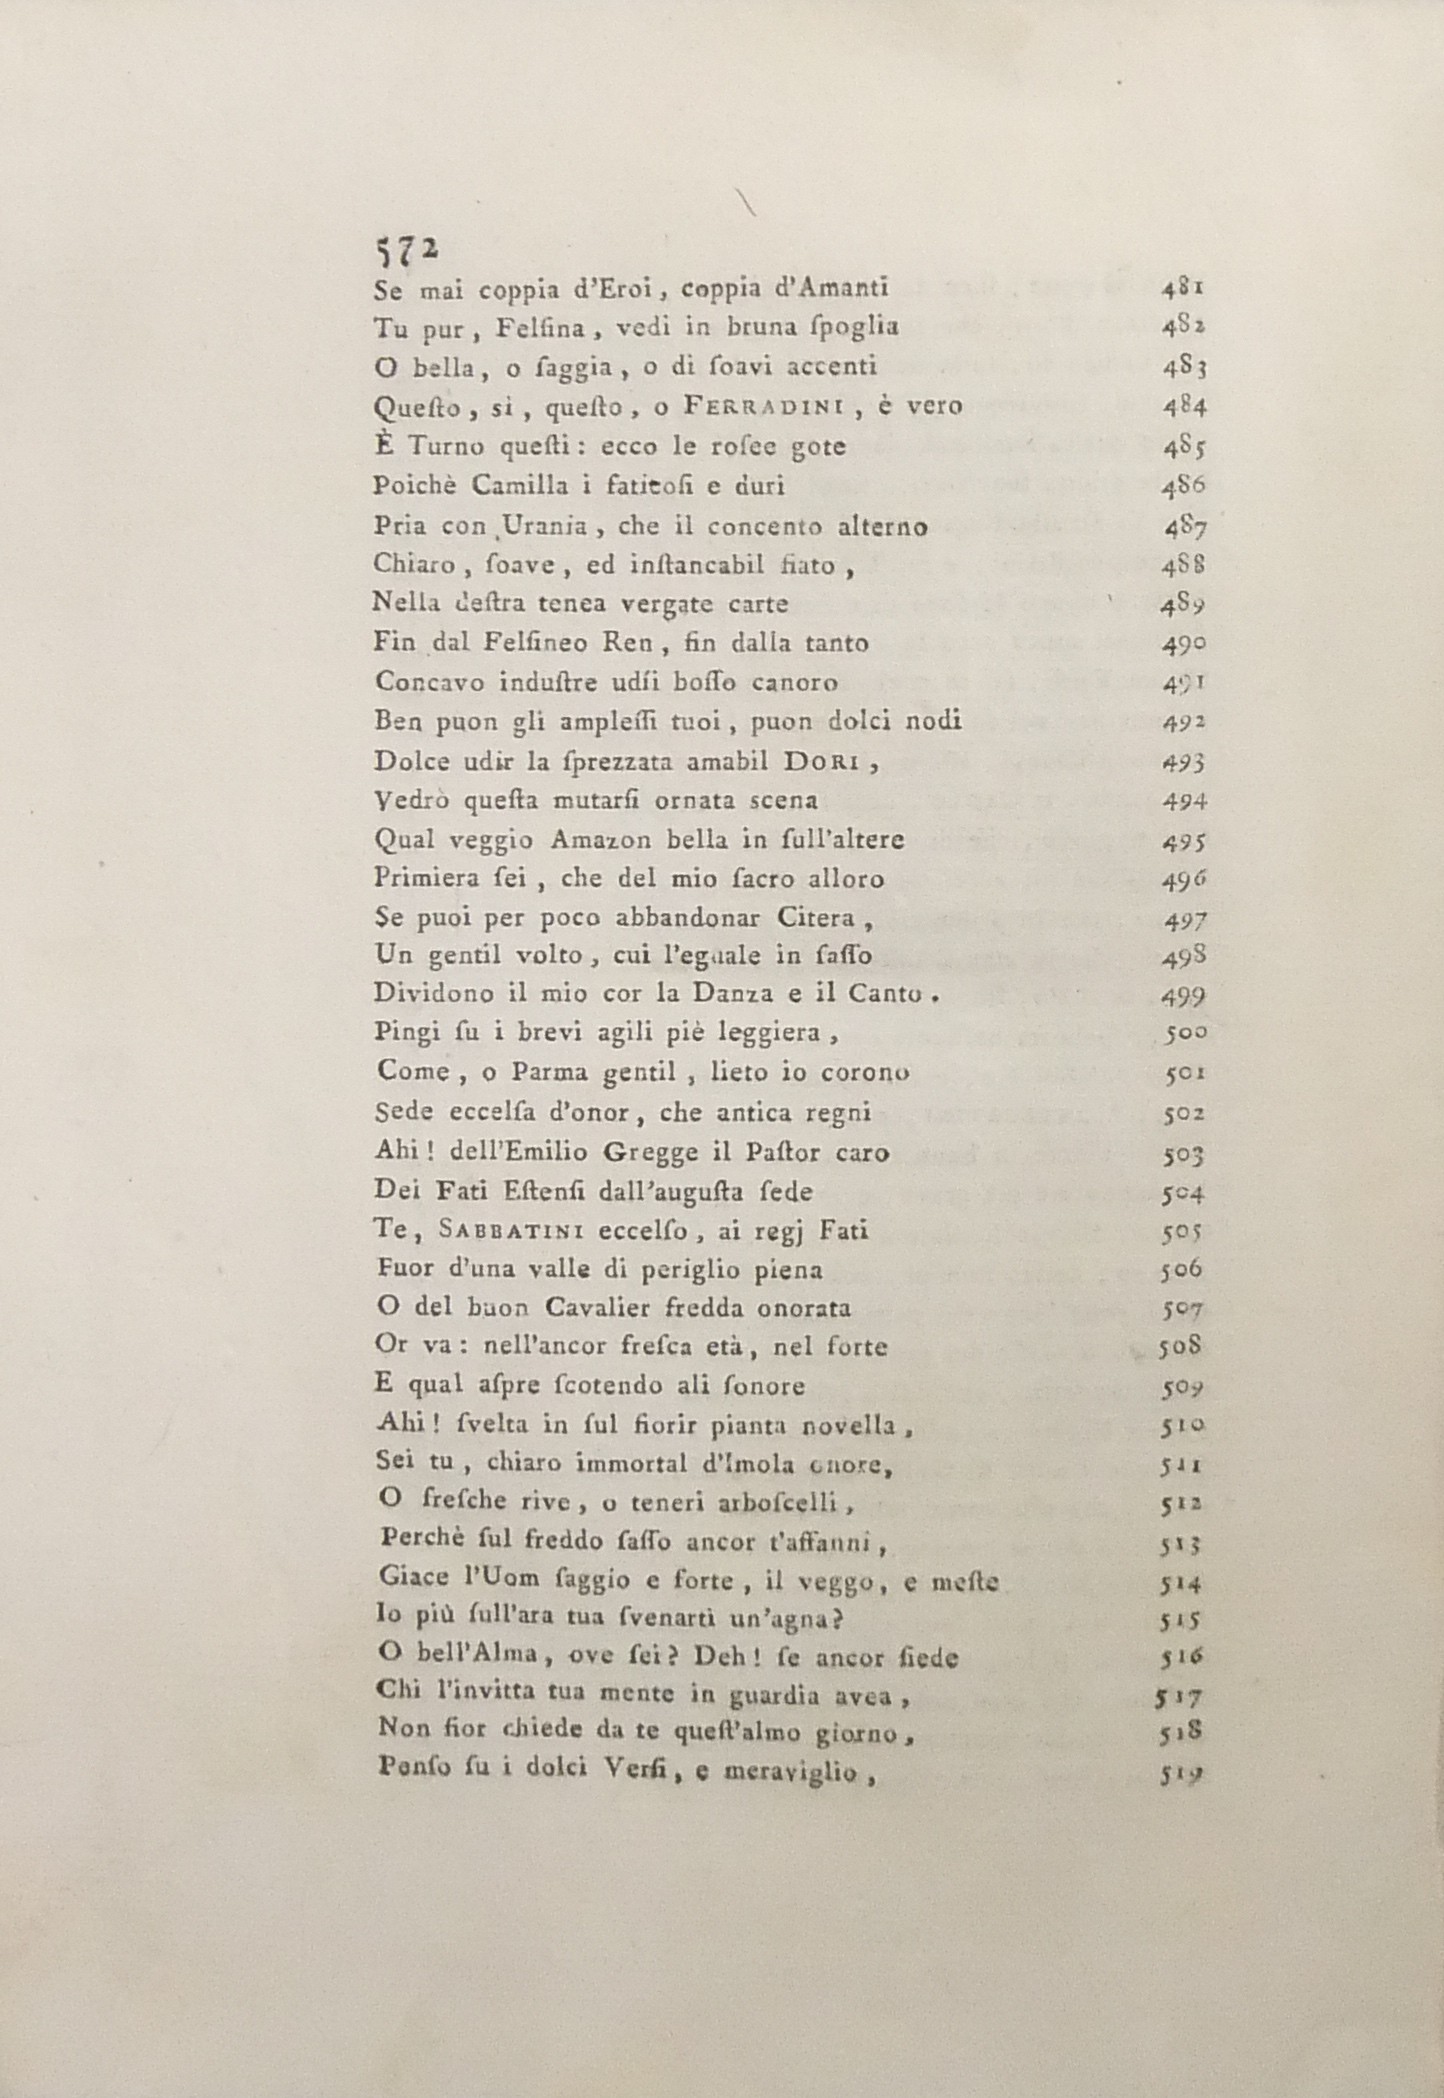 572
Se mai coppia d'Eroi, coppia d'Amanti 481
Tu pur, Felſina, vedi in bruna ſpoglia 482
O bella, o ſaggia, o di ſoavi accenti 483
Queſto, sì, queſto, o FERRADINI, è vero 484
È Turno queſti: ecco le roſee gote 485
Poichè Camilla i faticoſi e duri 486
Pria con Urania, che il concento alterno 487
Chiaro, ſoave, ed inſtancabil fiato, 488
Nella deſtra tenea vergate carte 489
Fin dal Felſineo Ren, fin dalla tanto 490
Concavo induſtre udíi boſſo canoro 491
Ben puon gli ampleſſi tuoi, puon dolci nodi 492
Dolce udir la ſprezzata amabil DORI, 493
Vedrò queſta mutarſi ornata scena 494
Qual veggio Amazon bella in ſull'altere 495
Primiera ſei, che del mio ſacro alloro 496
Se puoi per poco abbandonar Citera, 497
Un gentil volto, cui l'eguale in ſaſſo 498
Dividono il mio cor la Danza e il Canto. 499
Pingi ſu i brevi agili piè leggiera, 500
Come, o Parma gentil, lieto io corono 501
Sede eccelſa d'onor, che antica regni 502
Ahi! dell'Emilio Gregge il Paſtor caro 503
Dei Fati Eſtenſi dall'auguſta ſede 504
Te, SABBATINI eccelſo, ai regj Fati 505
Fuor d'una valle di periglio piena 506
O del buon Cavalier fredda onorata 507
Or va: nell'ancor freſca età, nel forte 508
E qual aſpre ſcotendo ali ſonore 509
Ahi! ſvelta in ſul fiorir pianta novella, 510
Sei tu, chiaro immortal d'Imola onore, 511
O freſche rive, o teneri arboſcelli, 512
Perchè ſul freddo ſaſſo ancor t'affanni, 513
Giace l'Uom ſaggio e forte, il veggo, e meſte 514
Io più ſull'ara tua ſvenarti un'agna? 515
O bell'Alma, ove ſei? Deh! ſe ancor ſiede 516
Chi l'invitta tua mente in guardia avea, 517
Non fior chiede da te queſt'almo giorno, 518
Penſo ſu i dolci Verſi, e meraviglio, 519